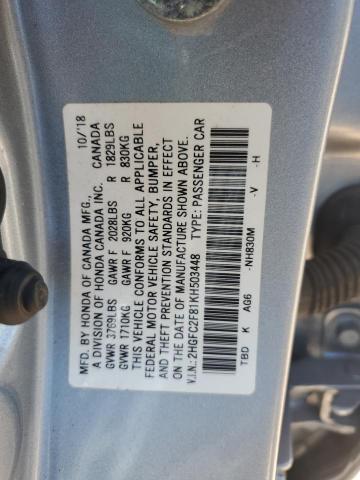 MFD. BY HONDA OF CANADA MFG., 10/'18
A DIVISION OF HONDA CANADA INC. CANADA
GVWR 3769LBS GAWR F 2028LBS R 1829LBS
GVWR 1710KG GAWR F 920KG R 830KG
THIS VEHICLE CONFORMS TO ALL APPLICABLE
FEDERAL MOTOR VEHICLE SAFETY, BUMPER,
AND THEFT PREVENTION STANDARDS IN EFFECT
ON THE DATE OF MANUFACTURE SHOWN ABOVE.
V.I.N.: 2HGFC2F81KH503448 TYPE: PASSENGER CAR
-NH830M -V -H
TBD K AG6